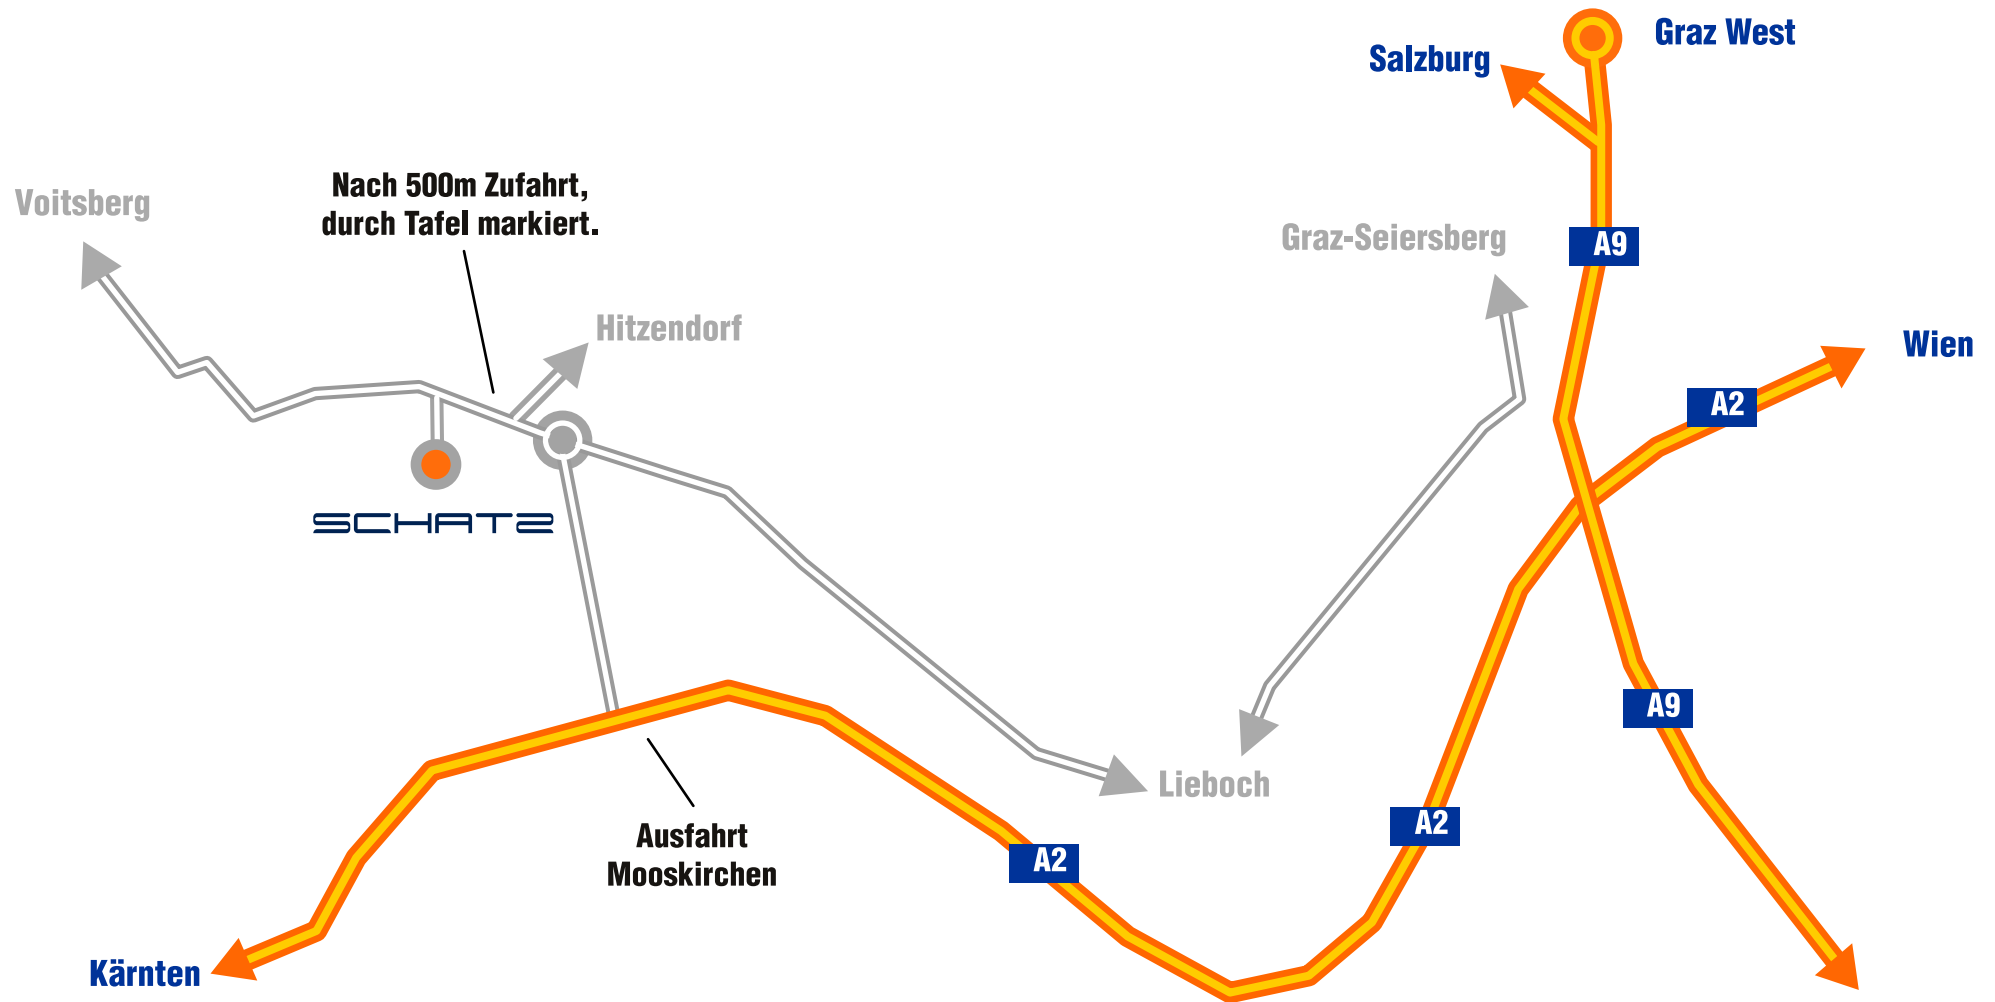 Graz West
Salzburg
Nach 500m Zufahrt,
durch Tafel markiert.
Voitsberg
Graz-Seiersberg
A9
Hitzendorf
Wien
A2
SCHATZ
A9
Lieboch
A2
Ausfahrt
Mooskirchen
A2
Kärnten